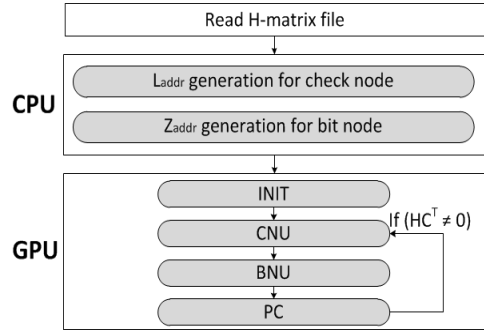 Read H-matrix file
CPU
Laddr generation for check node
Zaddr generation for bit node
GPU
INIT
If (HCᵀ ≠ 0)
CNU
BNU
PC